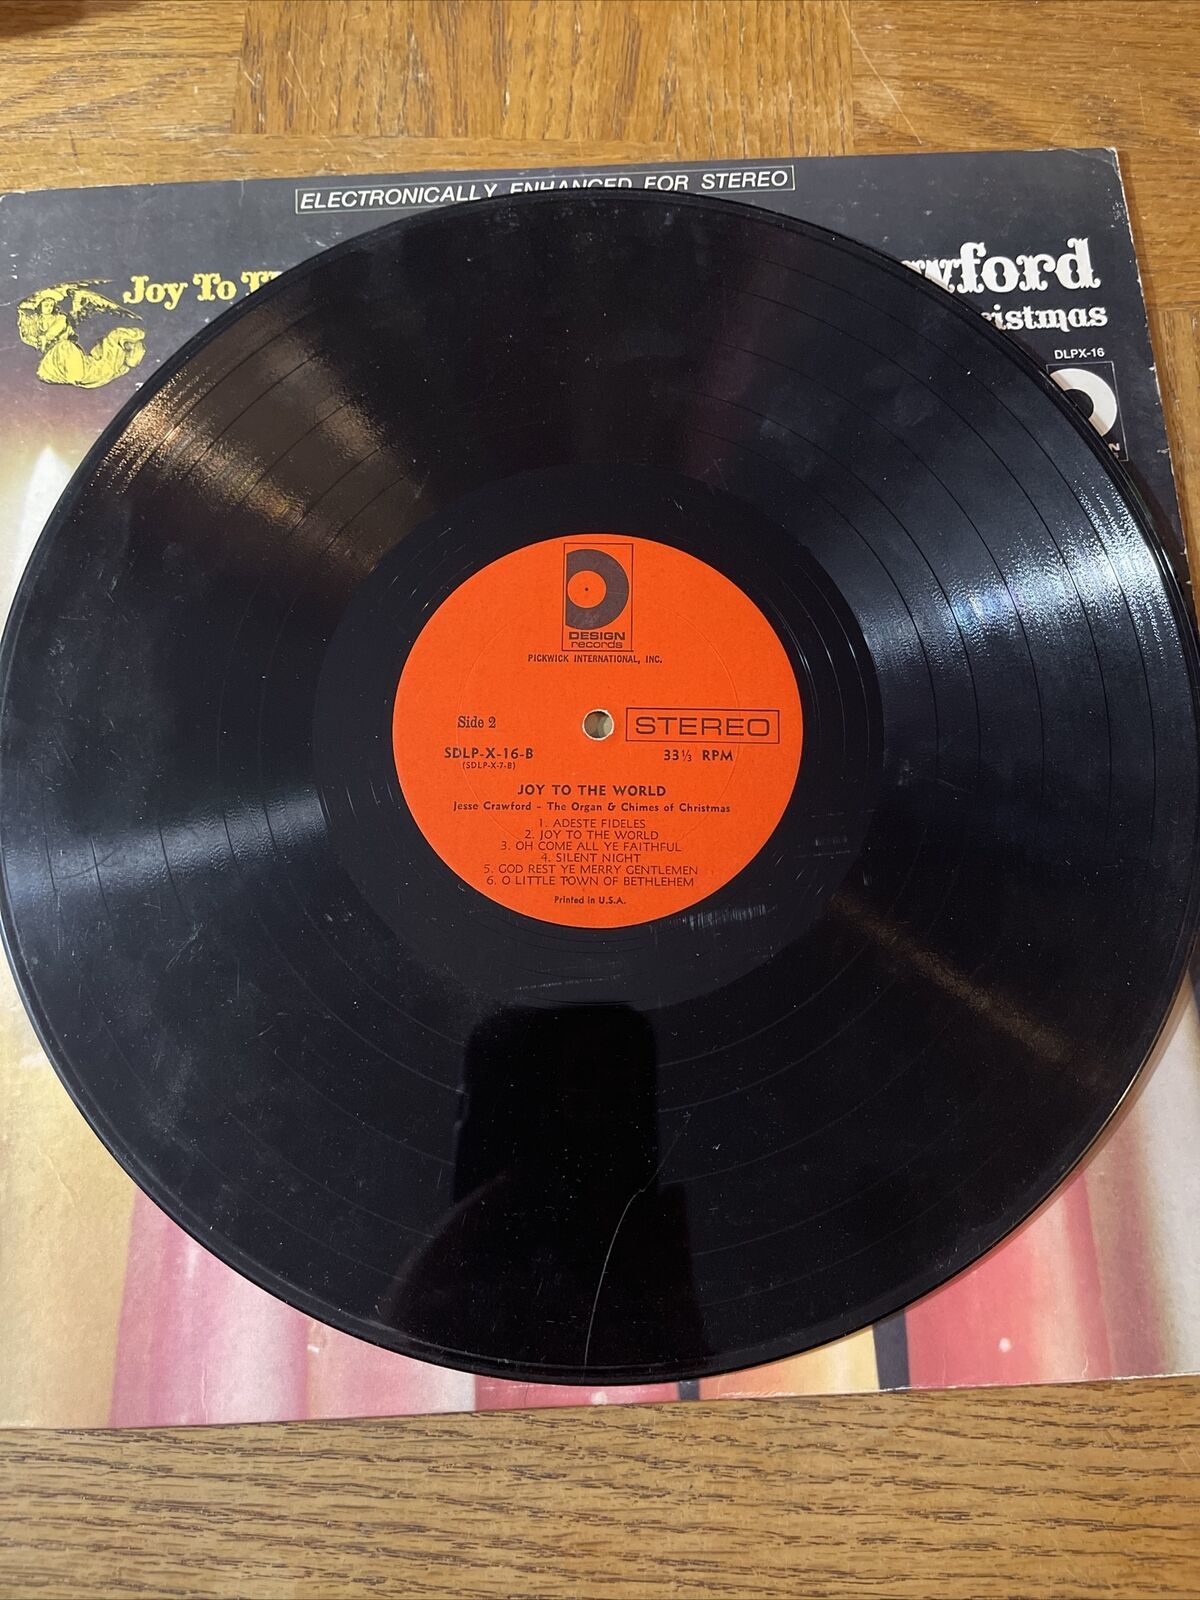 ELECTRONICALLY ENHANCED FOR STEREO
Joy To
istmas
DLPX-16
DESIGN
records
PICKWICK INTERNATIONAL, INC.
Side 2
STEREO
SDLP-X-16-B
33⅓ RPM
(SDLP-X-7-B)
JOY TO THE WORLD
Jesse Crawford - The Organ & Chimes of Christmas
1. ADESTE FIDELES
2. JOY TO THE WORLD
3. OH COME ALL YE FAITHFUL
4. SILENT NIGHT
5. GOD REST YE MERRY GENTLEMEN
6. O LITTLE TOWN OF BETHLEHEM
Printed in U.S.A.